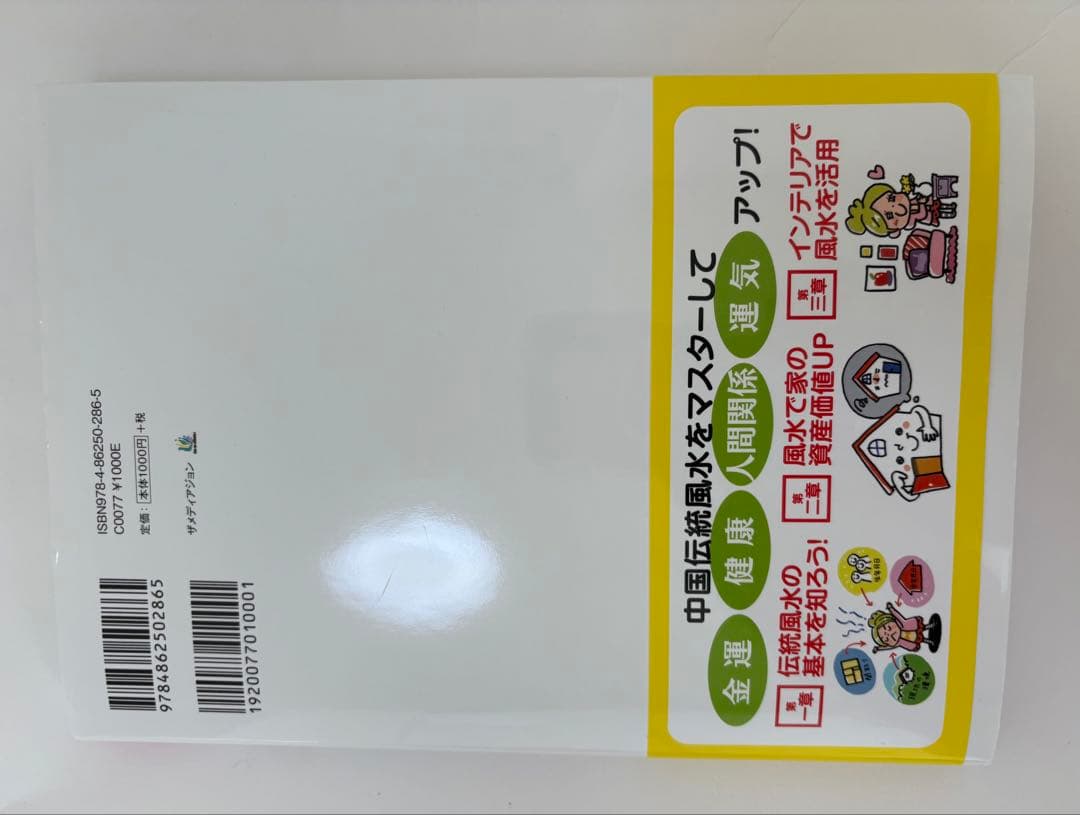 ISBN978-4-86250-286-5
C0077 ¥1000E
定価：本体1000円+税
ザメディアジョン
9784862502865
1920077010001
中国伝統風水をマスターして
金運 健康 人間関係 運気 アップ!
第一章
伝統風水の
基本を知ろう!
第二章
風水で家の
資産価値UP
第三章
インテリアで
風水を活用